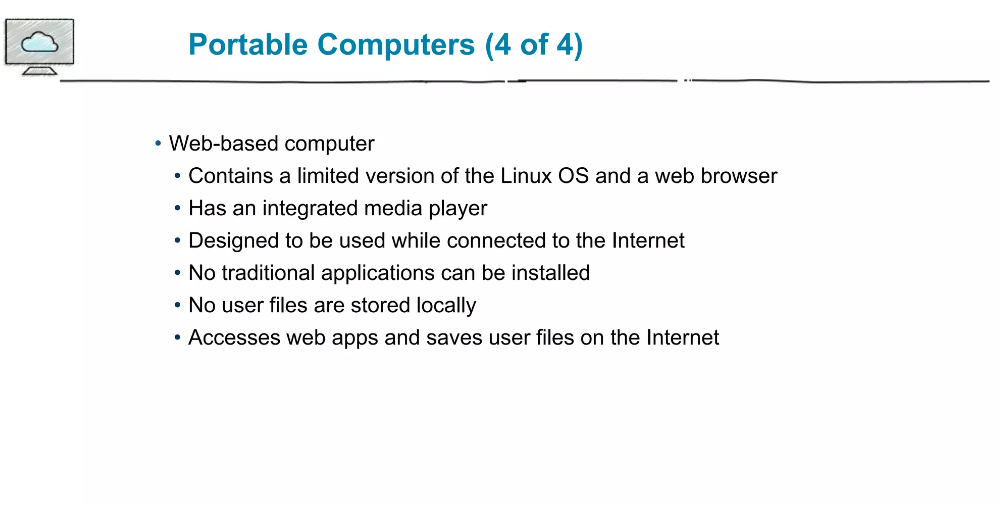 Portable Computers (4 of 4)
• Web-based computer
• Contains a limited version of the Linux OS and a web browser
• Has an integrated media player
• Designed to be used while connected to the Internet
• No traditional applications can be installed
• No user files are stored locally
• Accesses web apps and saves user files on the Internet